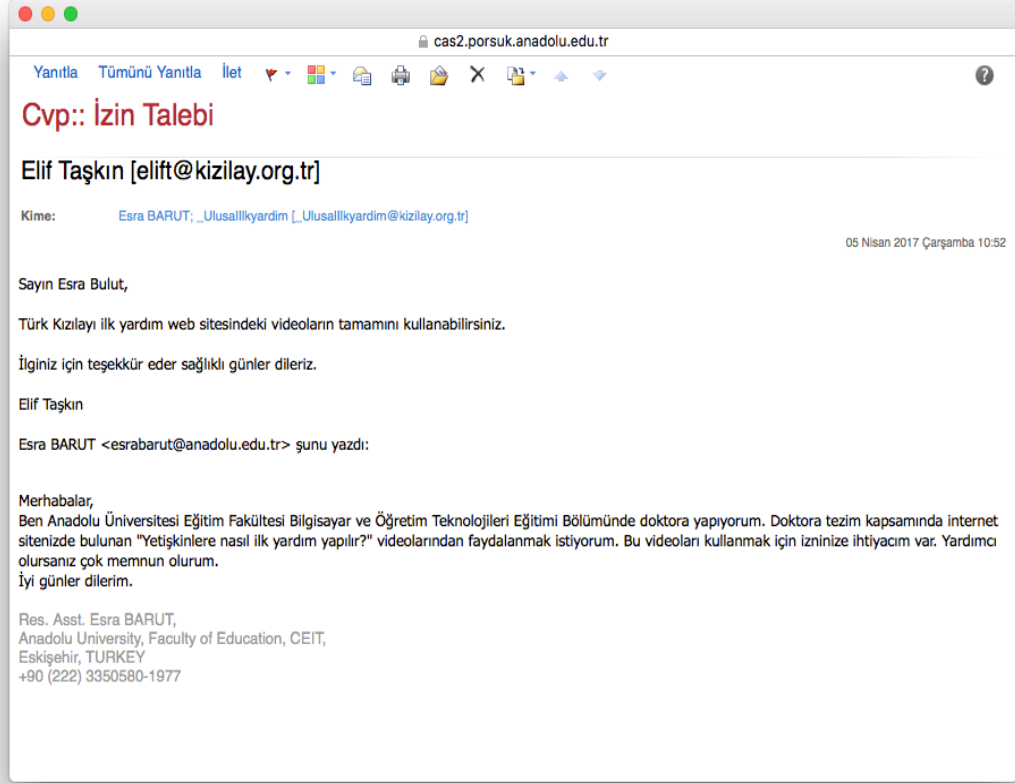 cas2.porsuk.anadolu.edu.tr
Yanıtla Tümünü Yanıtla İlet
Cvp:: İzin Talebi
Elif Taşkın [elift@kizilay.org.tr]
Kime: Esra BARUT; _UlusalIlkyardim [_UlusalIlkyardim@kizilay.org.tr]
05 Nisan 2017 Çarşamba 10:52
Sayın Esra Bulut,
Türk Kızılayı ilk yardım web sitesindeki videoların tamamını kullanabilirsiniz.
İlginiz için teşekkür eder sağlıklı günler dileriz.
Elif Taşkın
Esra BARUT <esrabarut@anadolu.edu.tr> şunu yazdı:
Merhabalar,
Ben Anadolu Üniversitesi Eğitim Fakültesi Bilgisayar ve Öğretim Teknolojileri Eğitimi Bölümünde doktora yapıyorum. Doktora tezim kapsamında internet
sitenizde bulunan "Yetişkinlere nasıl ilk yardım yapılır?" videolarından faydalanmak istiyorum. Bu videoları kullanmak için izninize ihtiyacım var. Yardımcı
olursanız çok memnun olurum.
İyi günler dilerim.
Res. Asst. Esra BARUT,
Anadolu University, Faculty of Education, CEIT,
Eskişehir, TURKEY
+90 (222) 3350580-1977